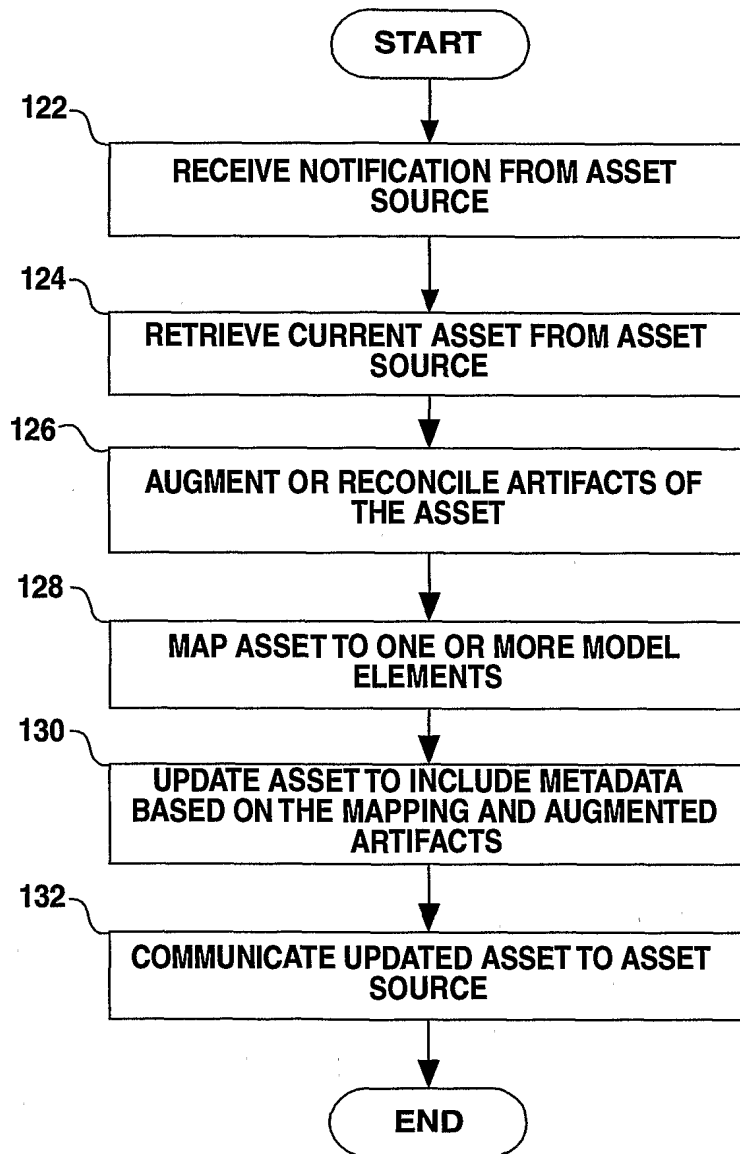 START
122
RECEIVE NOTIFICATION FROM ASSET
SOURCE
124
RETRIEVE CURRENT ASSET FROM ASSET
SOURCE
126
AUGMENT OR RECONCILE ARTIFACTS OF
THE ASSET
128
MAP ASSET TO ONE OR MORE MODEL
ELEMENTS
130
UPDATE ASSET TO INCLUDE METADATA
BASED ON THE MAPPING AND AUGMENTED
ARTIFACTS
132
COMMUNICATE UPDATED ASSET TO ASSET
SOURCE
END